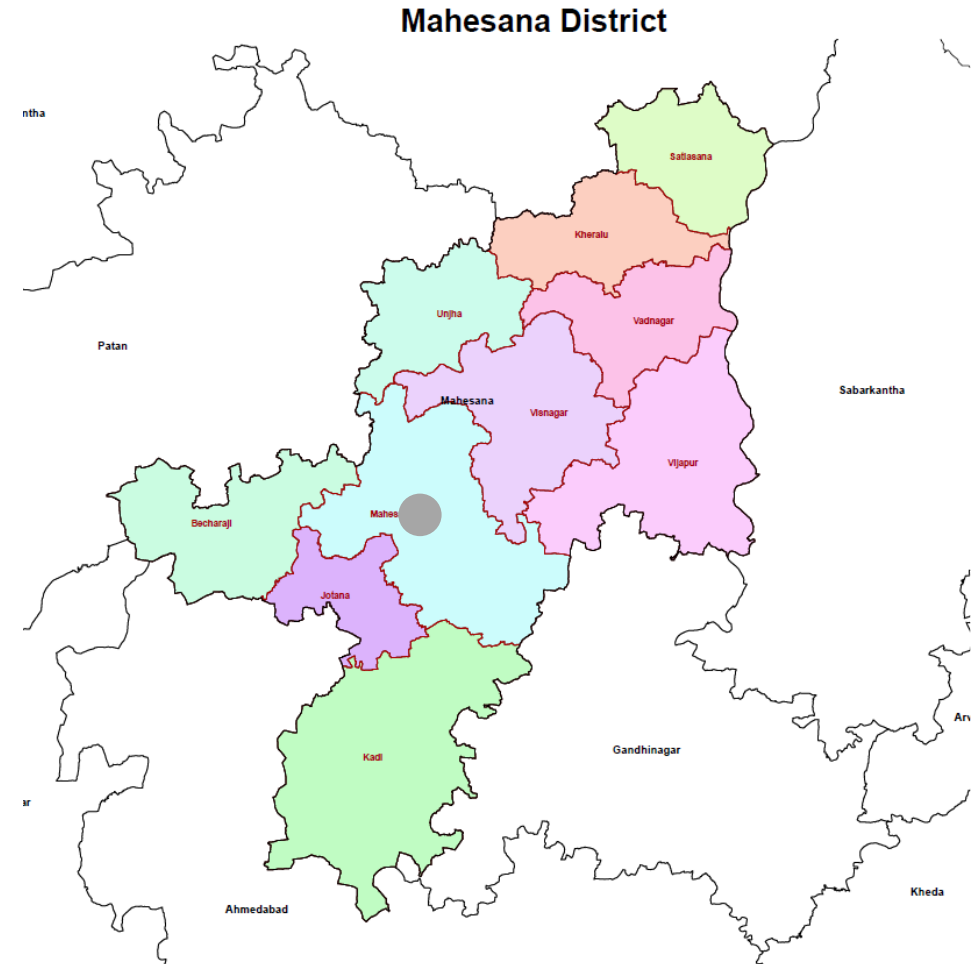 Mahesana District
ntha
Satlasana
Kheralu
Unjha
Vadnagar
Patan
Sabarkantha
Mahesana
Visnagar
Vijapur
Mahes
Becharaji
Jotana
Arv
Gandhinagar
Kadi
ar
Kheda
Ahmedabad